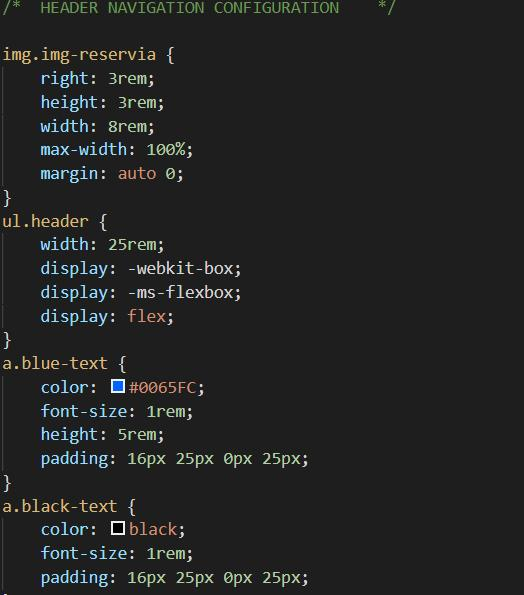 /*  HEADER NAVIGATION CONFIGURATION    */

img.img-reservia {
    right: 3rem;
    height: 3rem;
    width: 8rem;
    max-width: 100%;
    margin: auto 0;
}
ul.header {
    width: 25rem;
    display: -webkit-box;
    display: -ms-flexbox;
    display: flex;
}
a.blue-text {
    color: #0065FC;
    font-size: 1rem;
    height: 5rem;
    padding: 16px 25px 0px 25px;
}
a.black-text {
    color: black;
    font-size: 1rem;
    padding: 16px 25px 0px 25px;